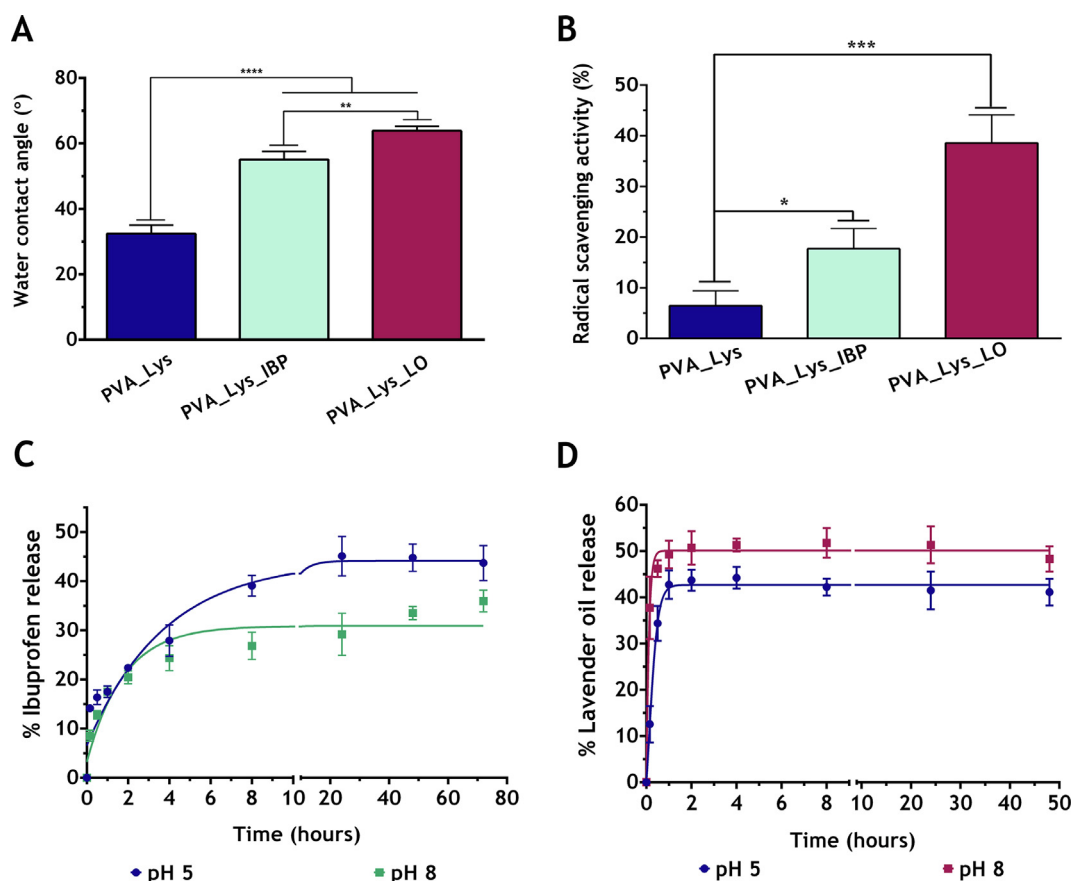 A
B
Water contact angle (°)
80
60
40
20
0
****
**
PVA_Lys
PVA_Lys_IBP
PVA_Lys_LO
Radical scavenging activity (%)
50
40
30
20
10
0
***
*
PVA_Lys
PVA_Lys_IBP
PVA_Lys_LO
C
D
% Ibuprofen release
50
40
30
20
10
0
0 2 4 6 8 10 20 40 60 80
Time (hours)
pH 5 pH 8
% Lavender oil release
60
50
40
30
20
10
0
0 2 4 6 8 10 20 30 40 50
Time (hours)
pH 5 pH 8